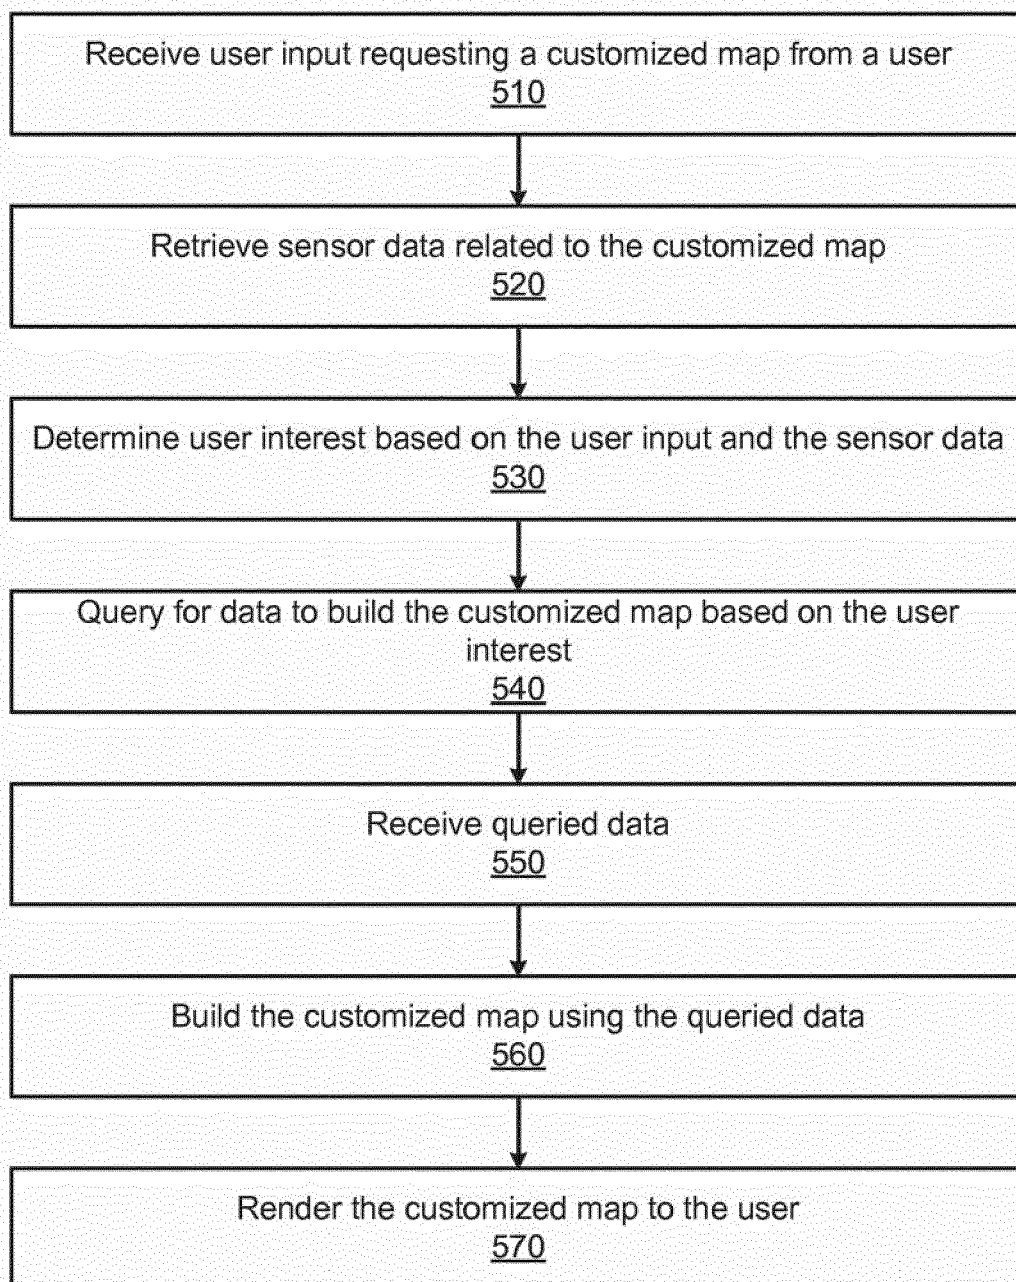 Receive user input requesting a customized map from a user
510
Retrieve sensor data related to the customized map
520
Determine user interest based on the user input and the sensor data
530
Query for data to build the customized map based on the user
interest
540
Receive queried data
550
Build the customized map using the queried data
560
Render the customized map to the user
570